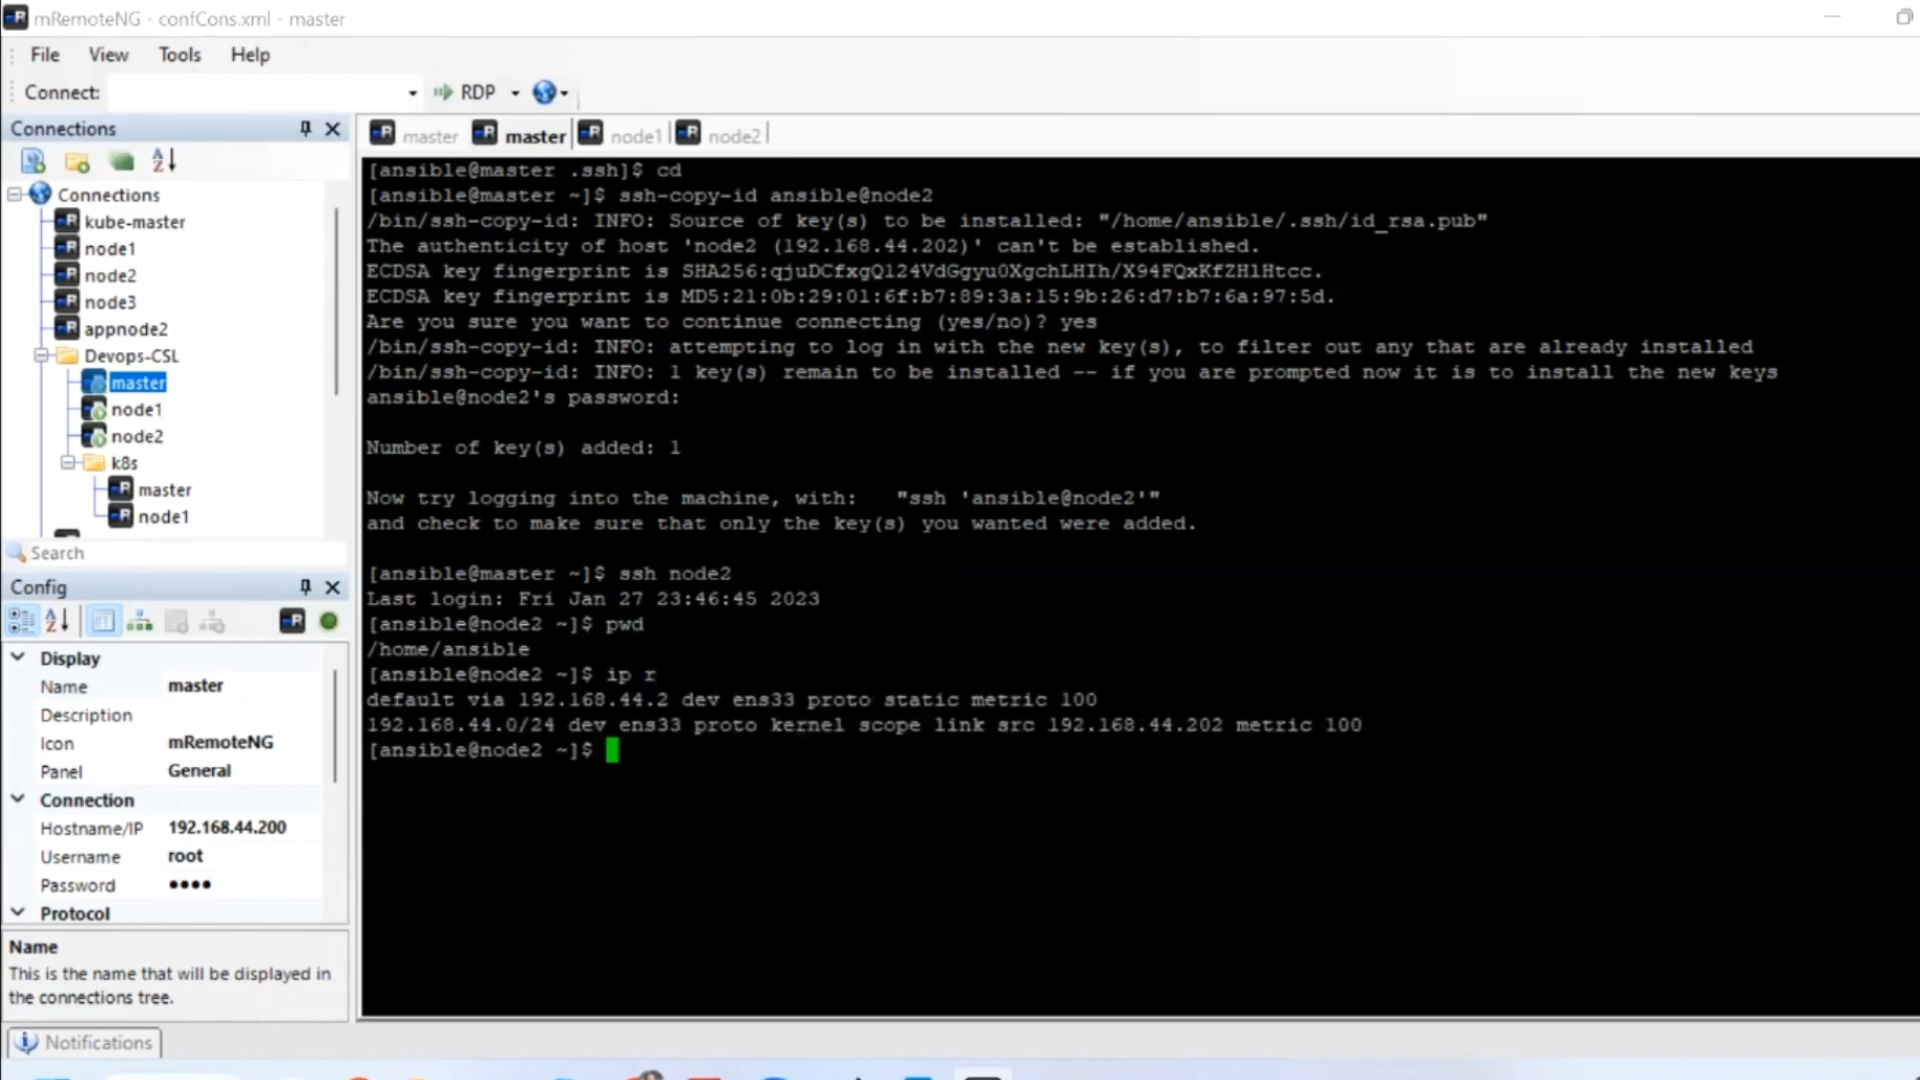 mRemoteNG - confCons.xml - master
File View Tools Help
Connect: RDP
Connections
Connections
kube-master
node1
node2
node3
appnode2
Devops-CSL
master
node1
node2
k8s
master
node1
Search
Config
Display
Name master
Description
Icon mRemoteNG
Panel General
Connection
Hostname/IP 192.168.44.200
Username root
Password ••••
Protocol
Name
This is the name that will be displayed in
the connections tree.
Notifications
master master node1 node2
[ansible@master .ssh]$ cd
[ansible@master ~]$ ssh-copy-id ansible@node2
/bin/ssh-copy-id: INFO: Source of key(s) to be installed: "/home/ansible/.ssh/id_rsa.pub"
The authenticity of host 'node2 (192.168.44.202)' can't be established.
ECDSA key fingerprint is SHA256:qjuDCfxgQl24VdGgyu0XgchLHIh/X94FQxKfZHlHtcc.
ECDSA key fingerprint is MD5:21:0b:29:01:6f:b7:89:3a:15:9b:26:d7:b7:6a:97:5d.
Are you sure you want to continue connecting (yes/no)? yes
/bin/ssh-copy-id: INFO: attempting to log in with the new key(s), to filter out any that are already installed
/bin/ssh-copy-id: INFO: 1 key(s) remain to be installed -- if you are prompted now it is to install the new keys
ansible@node2's password:
Number of key(s) added: 1
Now try logging into the machine, with:   "ssh 'ansible@node2'"
and check to make sure that only the key(s) you wanted were added.
[ansible@master ~]$ ssh node2
Last login: Fri Jan 27 23:46:45 2023
[ansible@node2 ~]$ pwd
/home/ansible
[ansible@node2 ~]$ ip r
default via 192.168.44.2 dev ens33 proto static metric 100
192.168.44.0/24 dev ens33 proto kernel scope link src 192.168.44.202 metric 100
[ansible@node2 ~]$